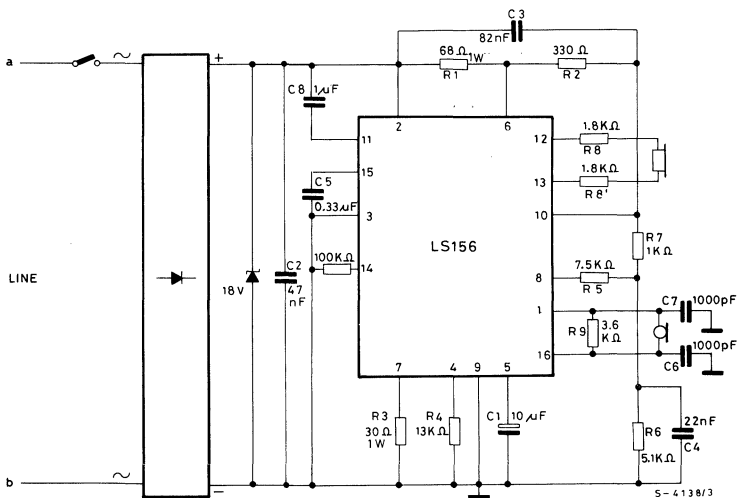 C3
82nF
68Ω
1W
R1
330 Ω
R2
a
~
+
C8 1µF
2
6
11
12
1.8KΩ
R8
15
C5
0.33µF
13
1.8KΩ
R8'
3
10
LS156
R7
1KΩ
100KΩ
14
LINE
18V
C2
47
nF
8
7.5KΩ
R5
1
C7
1000pF
R9
3.6
KΩ
16
1000pF
C6
7
4
9
5
R3
30Ω
1W
R4
13KΩ
C1
10µF
22nF
R6
C4
5.1KΩ
b
~
−
S-4138/3